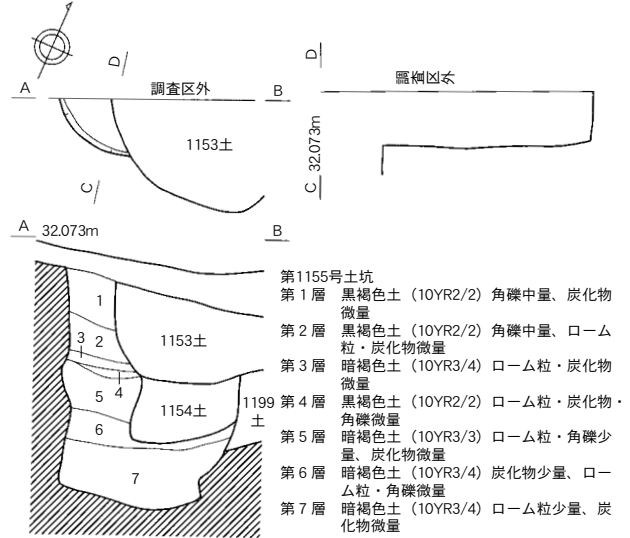 D
D
調査区外
A
調査区外
B
1153土
C 32.073m
C
A 32.073m
B
1
1153土
3 2
4
5
1154土
1199
土
6
7
第1155号土坑
第1層 黒褐色土（10YR2/2）角礫中量、炭化物
微量
第2層 黒褐色土（10YR2/2）角礫中量、ローム
粒・炭化物微量
第3層 暗褐色土（10YR3/4）ローム粒・炭化物
微量
第4層 黒褐色土（10YR2/2）ローム粒・炭化物・
角礫微量
第5層 暗褐色土（10YR3/3）ローム粒・角礫少
量、炭化物微量
第6層 暗褐色土（10YR3/4）炭化物少量、ロー
ム粒・角礫微量
第7層 暗褐色土（10YR3/4）ローム粒少量、炭
化物微量